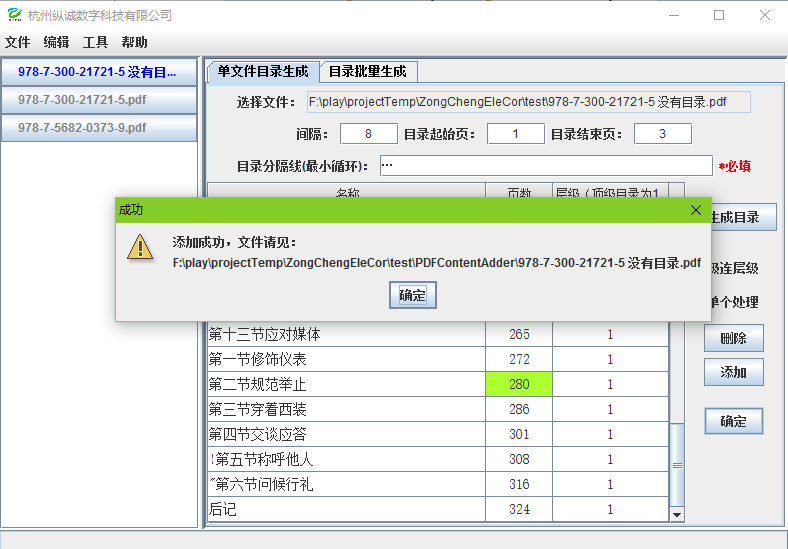 杭州纵诚数字科技有限公司
文件 编辑 工具 帮助
978-7-300-21721-5 没有目...
978-7-300-21721-5.pdf
978-7-5682-0373-9.pdf
单文件目录生成 目录批量生成
选择文件: F:\play\projectTemp\ZongChengEleCor\test\978-7-300-21721-5 没有目录.pdf
间隔: 8 目录起始页: 1 目录结束页: 3
目录分隔线(最小循环): ··· *必填
名称 页数 层级（顶级目录为1
生成目录
成功
添加成功，文件请见:
F:\play\projectTemp\ZongChengEleCor\test\PDFContentAdder\978-7-300-21721-5 没有目录.pdf
确定
级连层级
单个处理
删除
添加
确定
第十三节应对媒体 265 1
第一节修饰仪表 272 1
第二节规范举止 280 1
第三节穿着西装 286 1
第四节交谈应答 301 1
!第五节称呼他人 308 1
"第六节问候行礼 316 1
后记 324 1